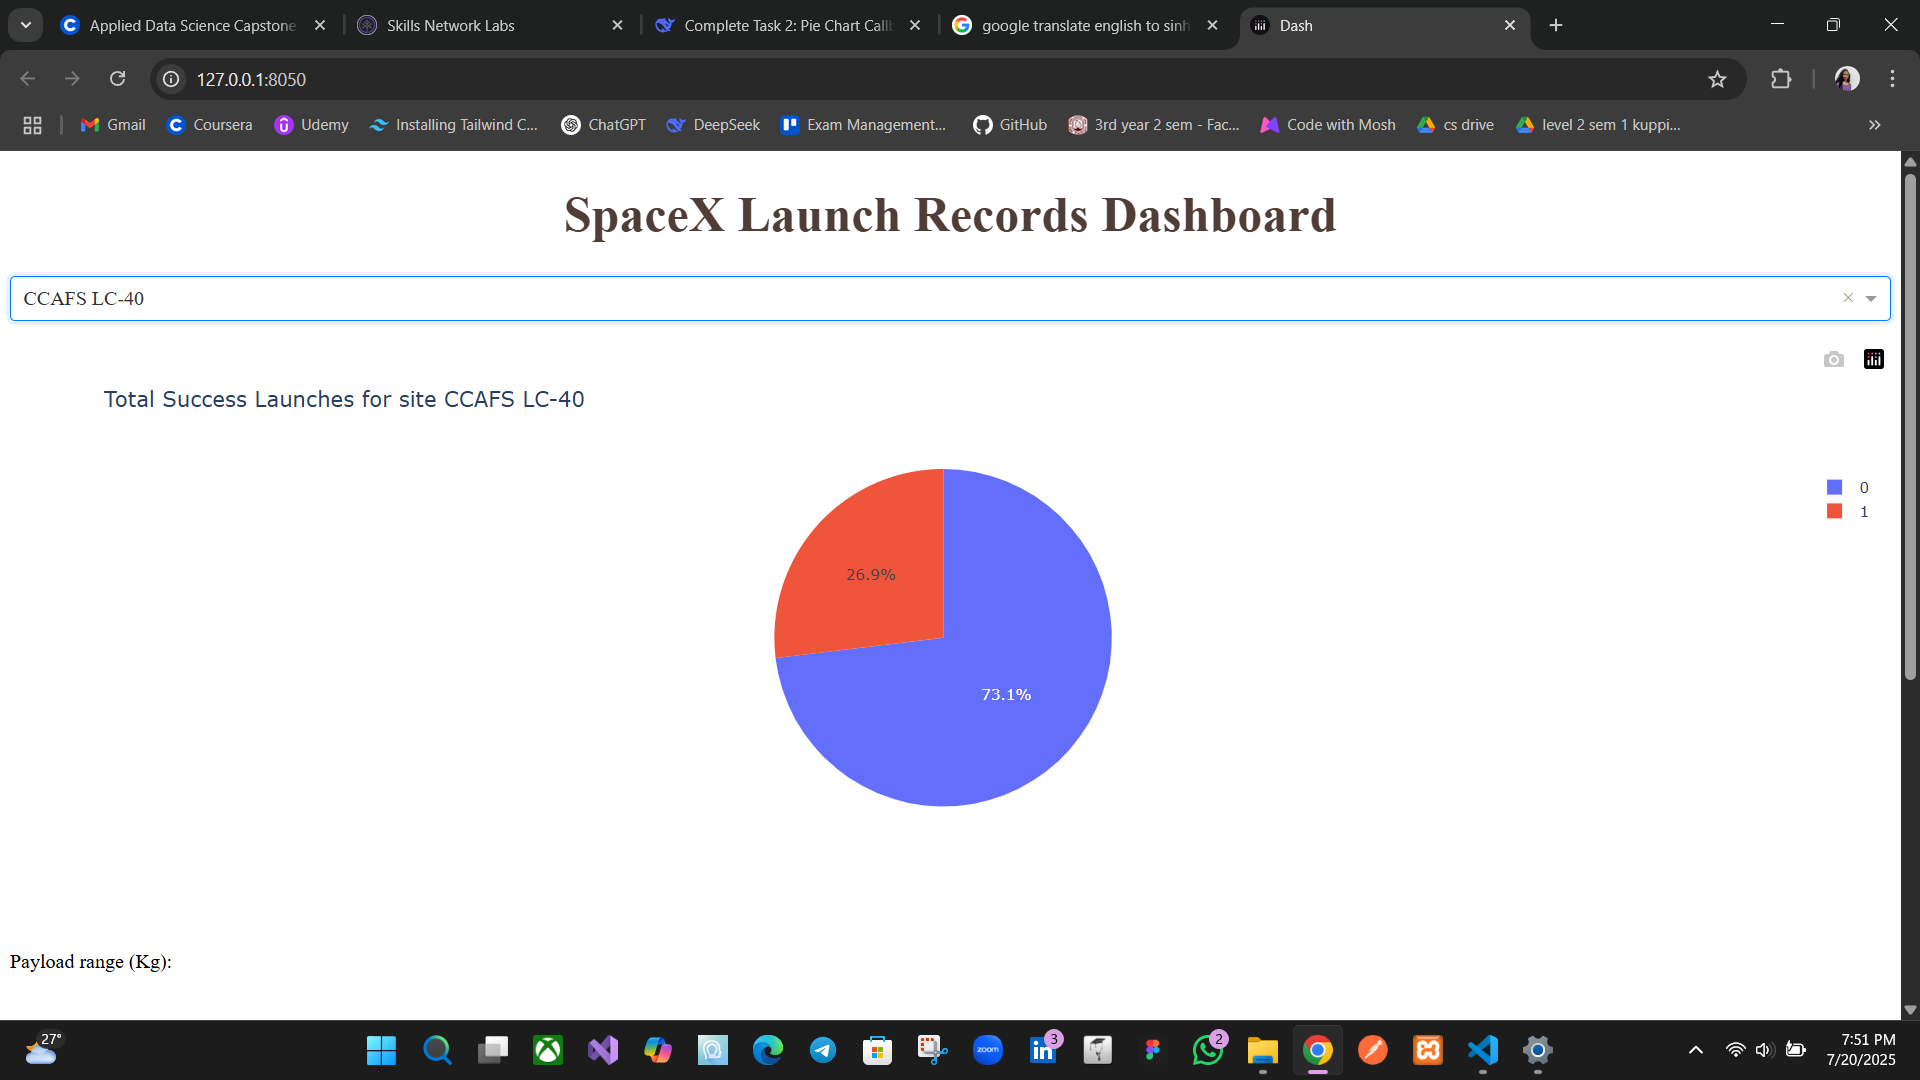 Applied Data Science Capstone
Skills Network Labs
Complete Task 2: Pie Chart Callb
google translate english to sinh
Dash
127.0.0.1:8050
Gmail
Coursera
Udemy
Installing Tailwind C...
ChatGPT
DeepSeek
Exam Management...
GitHub
3rd year 2 sem - Fac...
Code with Mosh
cs drive
level 2 sem 1 kuppi...
SpaceX Launch Records Dashboard
CCAFS LC-40
Total Success Launches for site CCAFS LC-40
0
1
26.9%
73.1%
Payload range (Kg):
27°
zoom
3
2
7:51 PM
7/20/2025